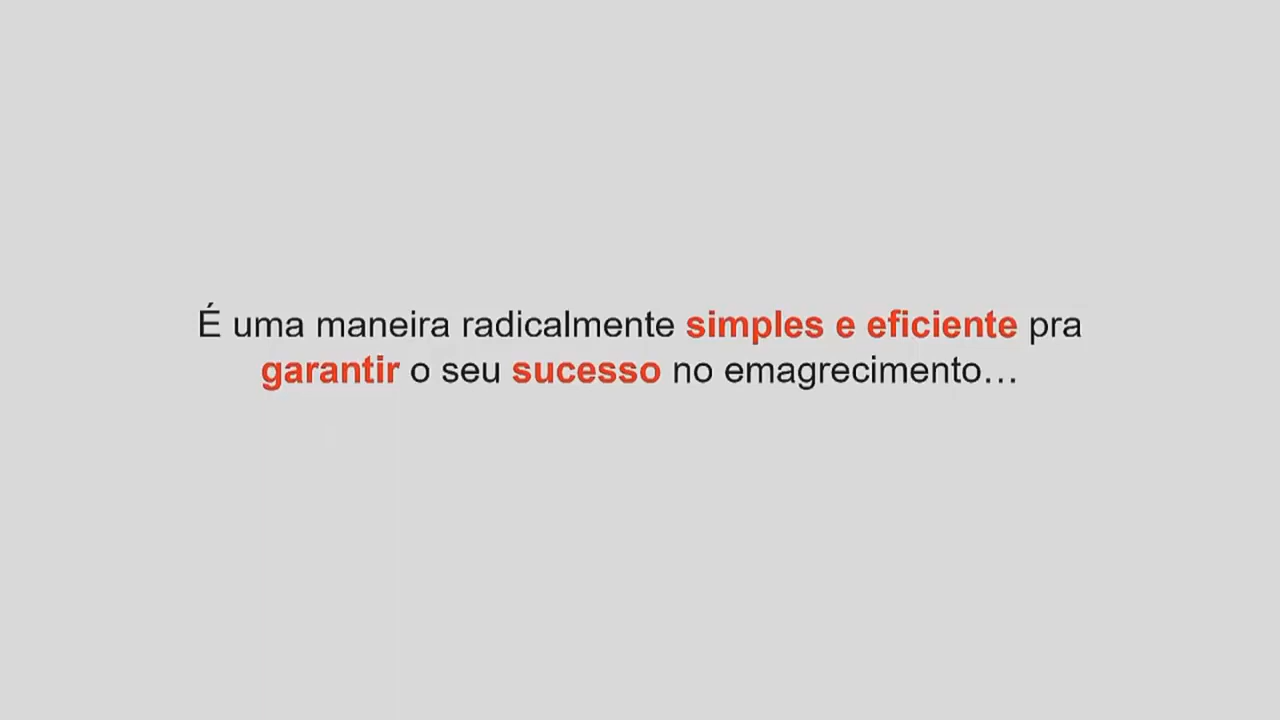 É uma maneira radicalmente simples e eficiente pra
garantir o seu sucesso no emagrecimento…